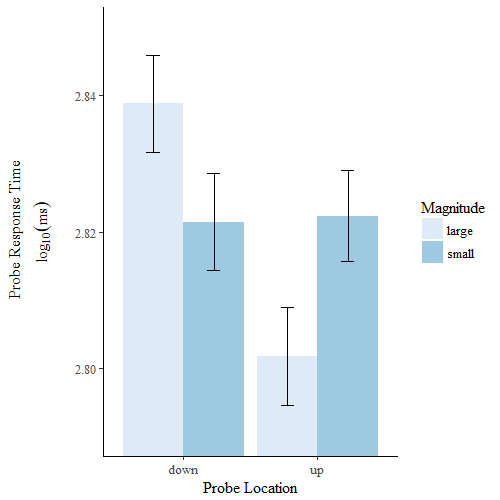 Probe Response Time
log₁₀(ms)
2.84
2.82
2.80
down
up
Probe Location
Magnitude
large
small